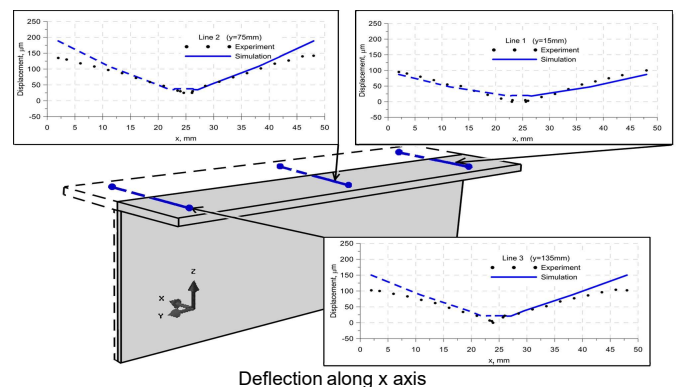 Line 2 (y=75mm)
Experiment
Simulation
Displacement, μm
250
200
150
100
50
0
-50
0 5 10 15 20 25 30 35 40 45 50
x, mm
Line 1 (y=15mm)
Experiment
Simulation
Displacement, μm
250
200
150
100
50
0
-50
0 5 10 15 20 25 30 35 40 45 50
x, mm
Z
X
Y
Line 3 (y=135mm)
Experiment
Simulation
Displacement, μm
250
200
150
100
50
0
-50
0 5 10 15 20 25 30 35 40 45 50
x, mm
Deflection along x axis